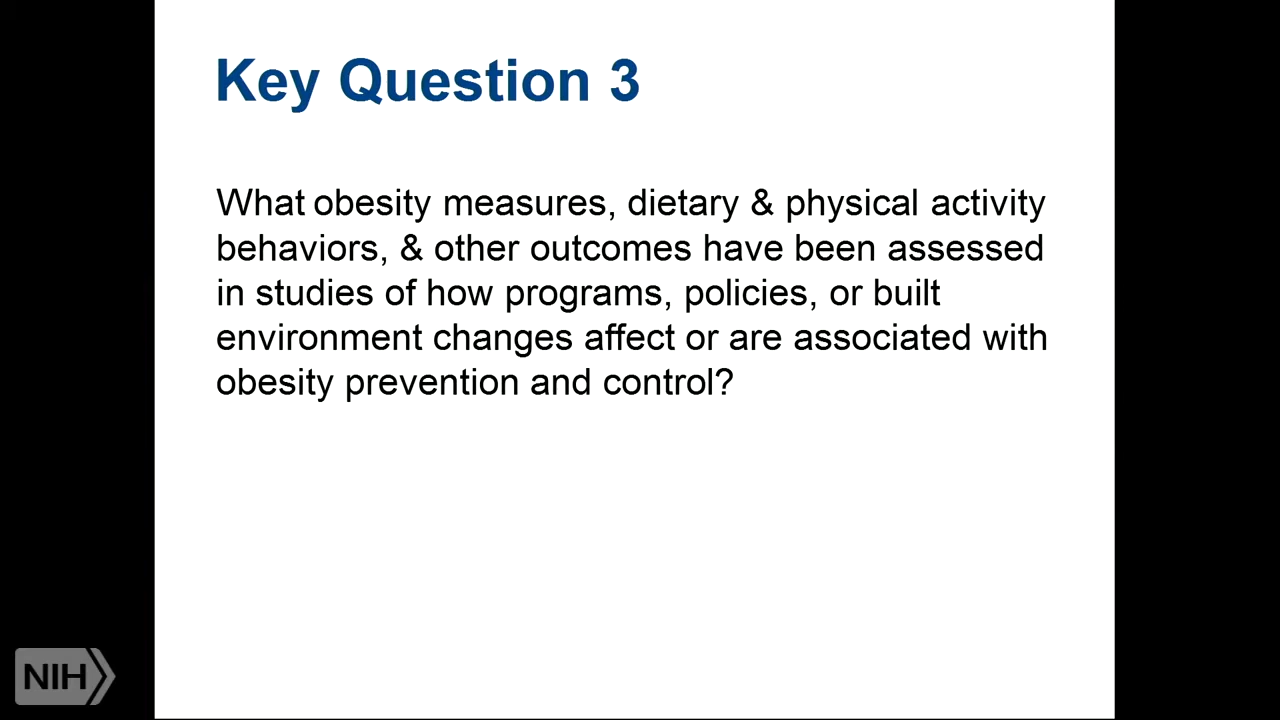 Key Question 3
What obesity measures, dietary & physical activity
behaviors, & other outcomes have been assessed
in studies of how programs, policies, or built
environment changes affect or are associated with
obesity prevention and control?
NIH